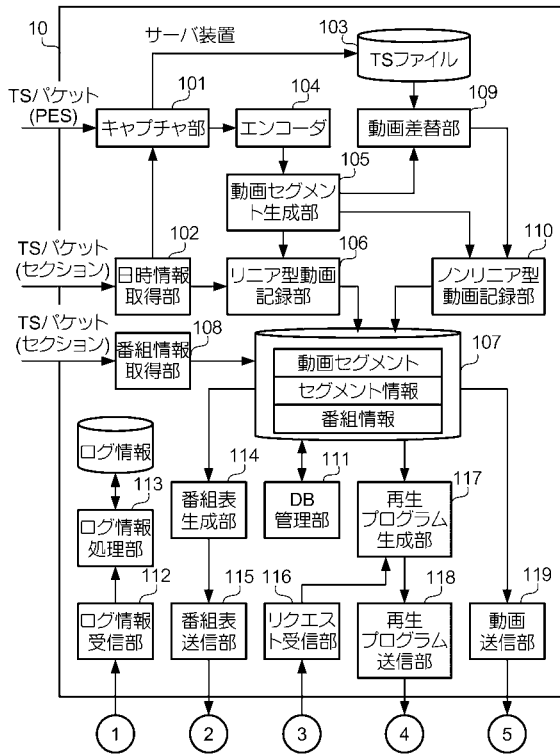 10
サーバ装置
103
TSファイル
TSパケット
(PES)
101
キャプチャ部
104
エンコーダ
109
動画差替部
105
動画セグメン
ト生成部
TSパケット
(セクション)
102
日時情報
取得部
106
リニア型動画
記録部
110
ノンリニア型
動画記録部
TSパケット
(セクション)
108
番組情報
取得部
107
動画セグメント
セグメント情報
番組情報
ログ情報
113
ログ情報
処理部
114
番組表
生成部
111
DB
管理部
117
再生
プログラム
生成部
112
ログ情報
受信部
115
番組表
送信部
116
リクエス
ト受信部
118
再生
プログラム
送信部
119
動画
送信部
1
2
3
4
5